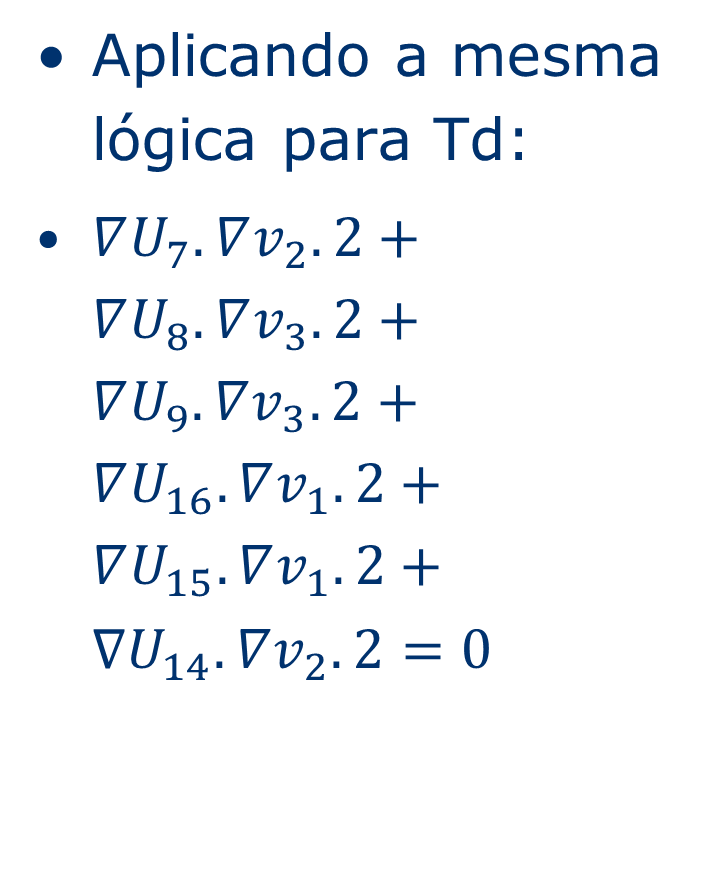 • Aplicando a mesma
lógica para Td:
• ∇U₇.∇v₂.2 +
∇U₈.∇v₃.2 +
∇U₉.∇v₃.2 +
∇U₁₆.∇v₁.2 +
∇U₁₅.∇v₁.2 +
∇U₁₄.∇v₂.2 = 0